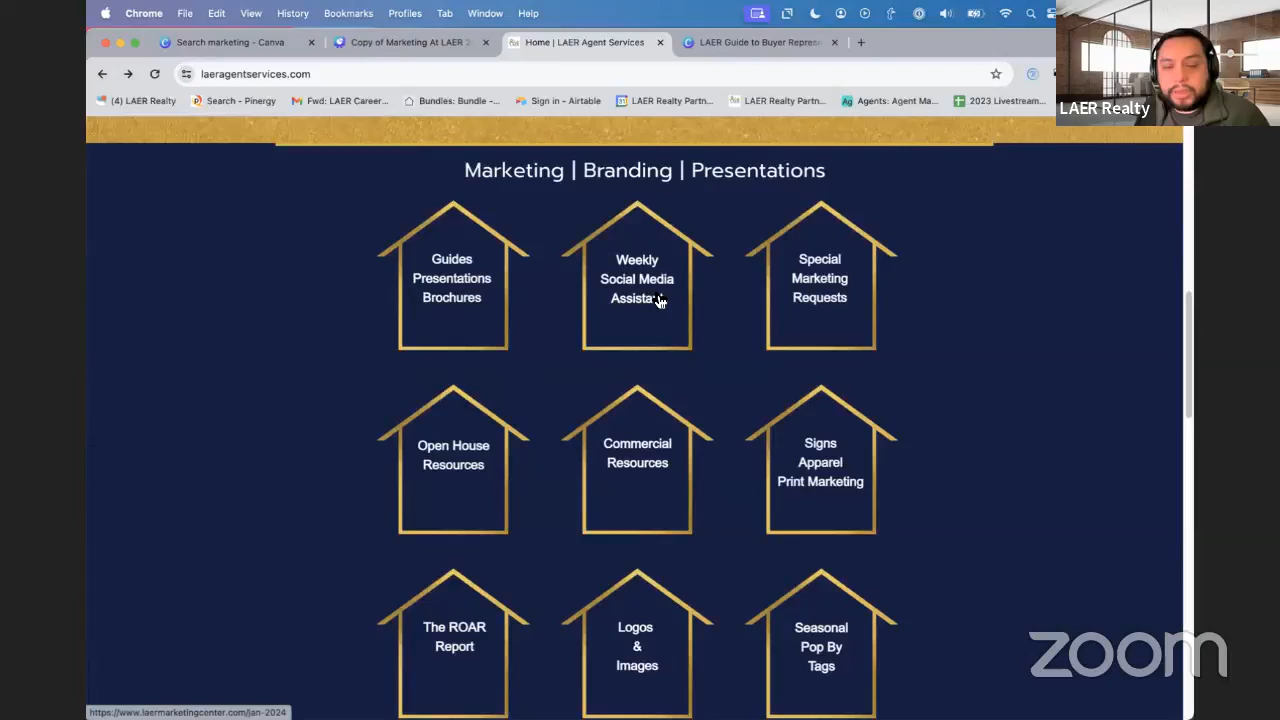 Chrome File Edit View History Bookmarks Profiles Tab Window Help
Search marketing - Canva
Copy of Marketing At LAER 2
Home | LAER Agent Services
LAER Guide to Buyer Represe
laeragentservices.com
(4) LAER Realty
Search - Pinergy
Fwd: LAER Career...
Bundles: Bundle -...
Sign in - Airtable
LAER Realty Partn...
LAER Realty Partn...
Agents: Agent Ma...
2023 Livestream...
LAER Realty
Marketing | Branding | Presentations
Guides
Presentations
Brochures
Weekly
Social Media
Special
Marketing
Requests
Open House
Resources
Commercial
Resources
Signs
Apparel
Print Marketing
The ROAR
Report
Logos
&
Images
Seasonal
Pop By
Tags
zoom
https://www.laermarketingcenter.com/jan-2024